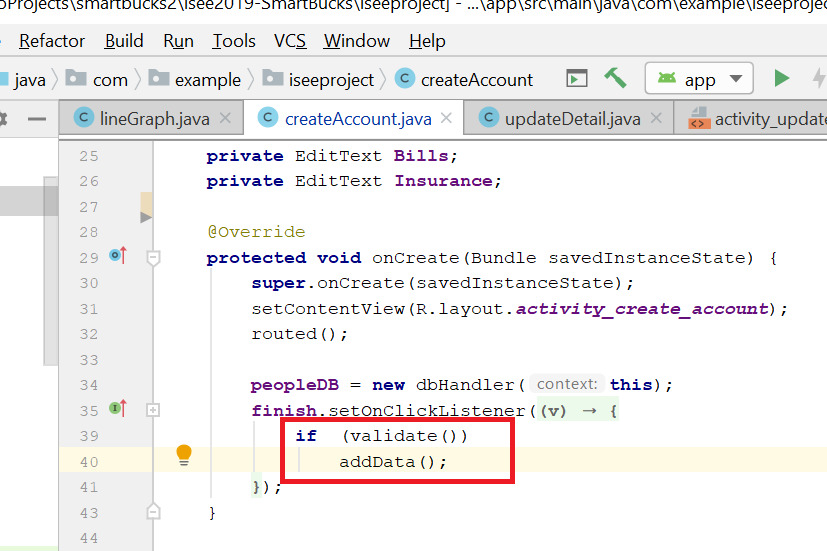 oProjects\smartbucks2\isee2019-SmartBucks\iseeproject] - ...\app\src\main\java\com\example\iseeprojec
Refactor Build Run Tools VCS Window Help
java com example iseeproject createAccount app
lineGraph.java createAccount.java updateDetail.java activity_update
25 private EditText Bills;
26 private EditText Insurance;
27
28 @Override
29 protected void onCreate(Bundle savedInstanceState) {
30 super.onCreate(savedInstanceState);
31 setContentView(R.layout.activity_create_account);
32 routed();
33
34 peopleDB = new dbHandler( context: this);
35 finish.setOnClickListener((v) → {
39 if (validate())
40 addData();
41 });
43 }
44